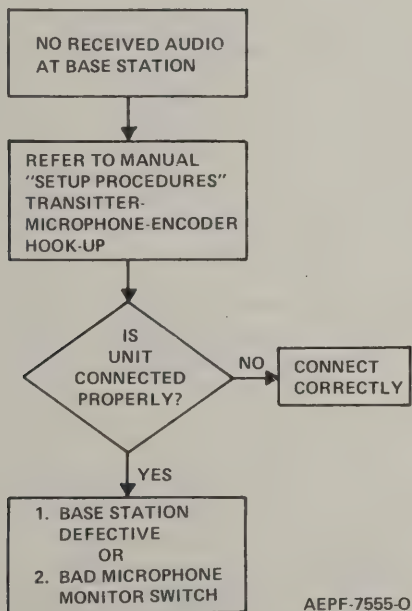 NO RECEIVED AUDIO
AT BASE STATION
REFER TO MANUAL
"SETUP PROCEDURES"
TRANSITTER-
MICROPHONE-ENCODER
HOOK-UP
IS
UNIT
CONNECTED
PROPERLY?
NO
CONNECT
CORRECTLY
YES
1. BASE STATION
DEFECTIVE
OR
2. BAD MICROPHONE
MONITOR SWITCH
AEPF-7555-O